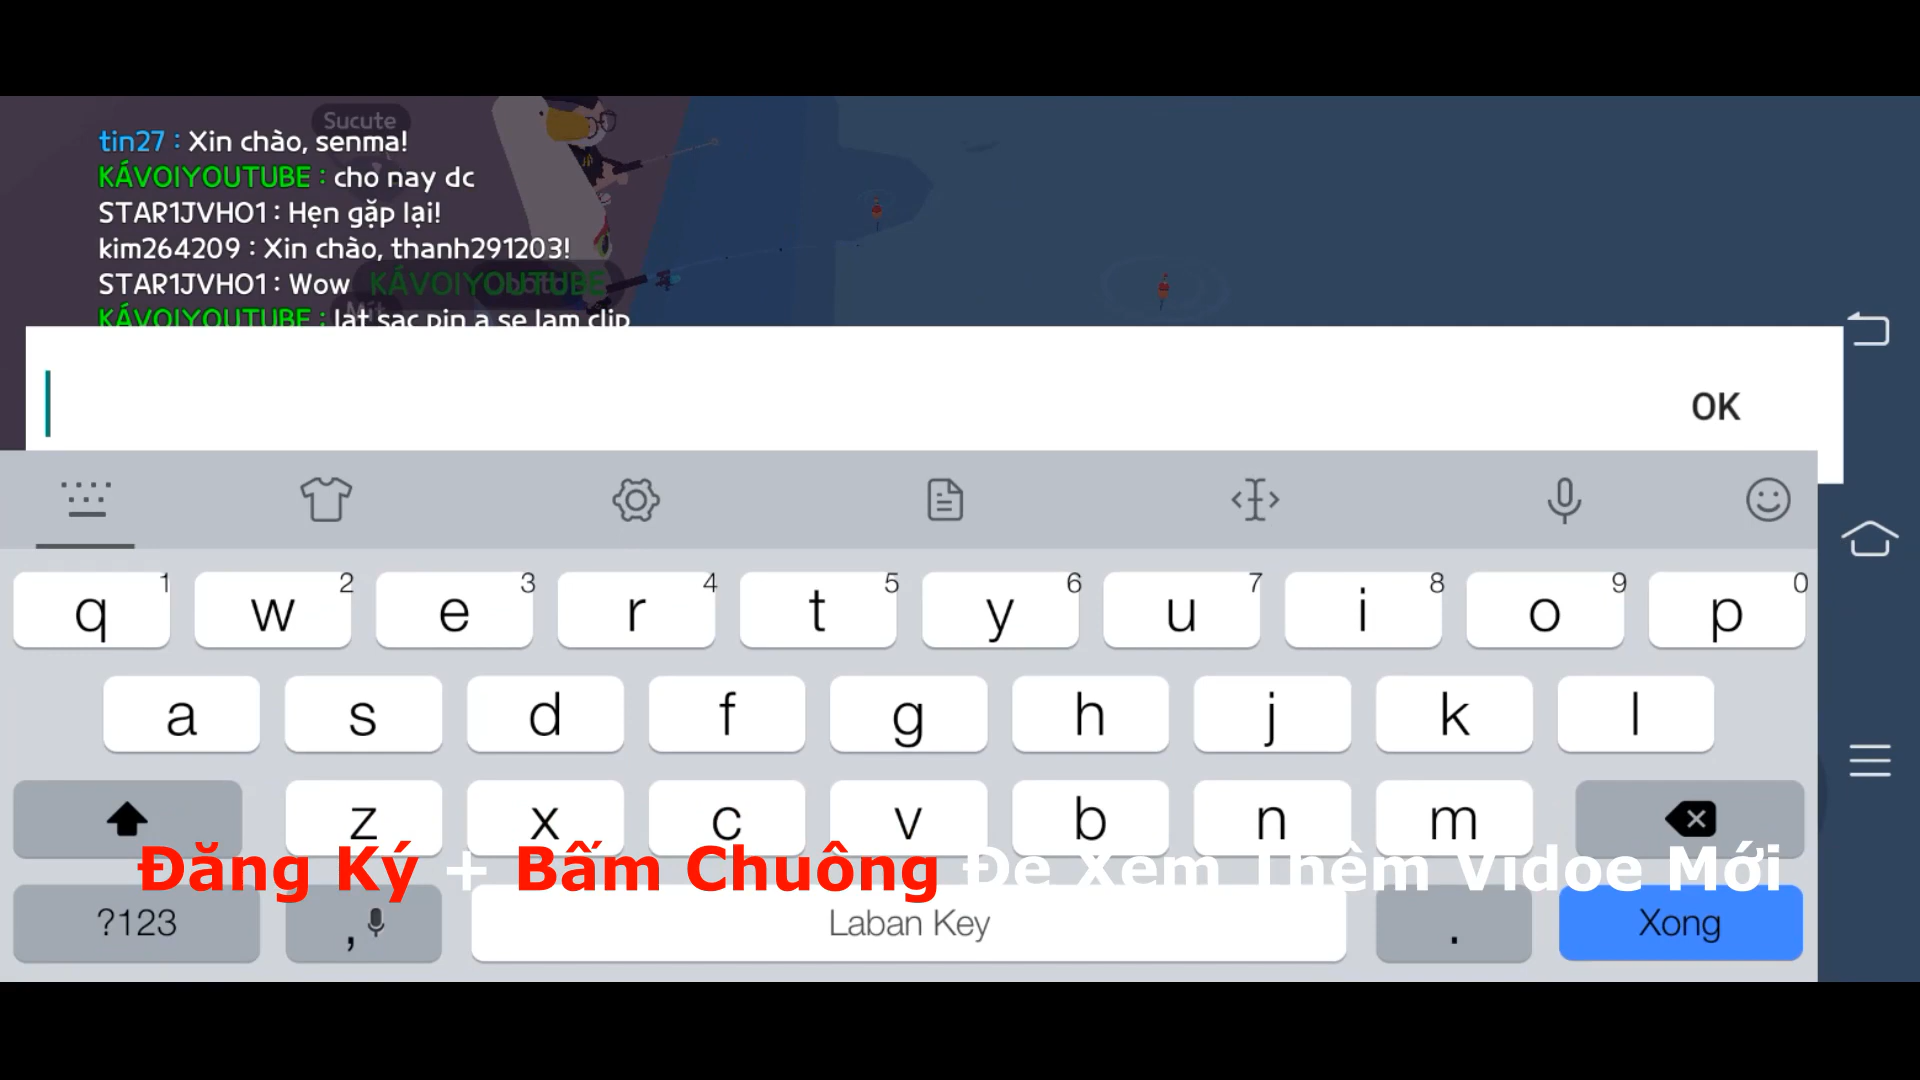 Sucute
tin27 : Xin chào, senma!
KÁVOIYOUTUBE : cho nay dc
STAR1JVHO1 : Hẹn gặp lại!
kim264209 : Xin chào, thanh291203!
STAR1JVHO1 : Wow
KÁVOIYOUTUBE
KÁVOIYOUTUBE : lat sac pin a se lam clip
OK
q 1 w 2 e 3 r 4 t 5 y 6 u 7 i 8 o 9 p 0
a s d f g h j k l
z x c v b n m
Đăng Ký + Bấm Chuông Để Xem Thêm Vidoe Mới
?123 , Laban Key . Xong